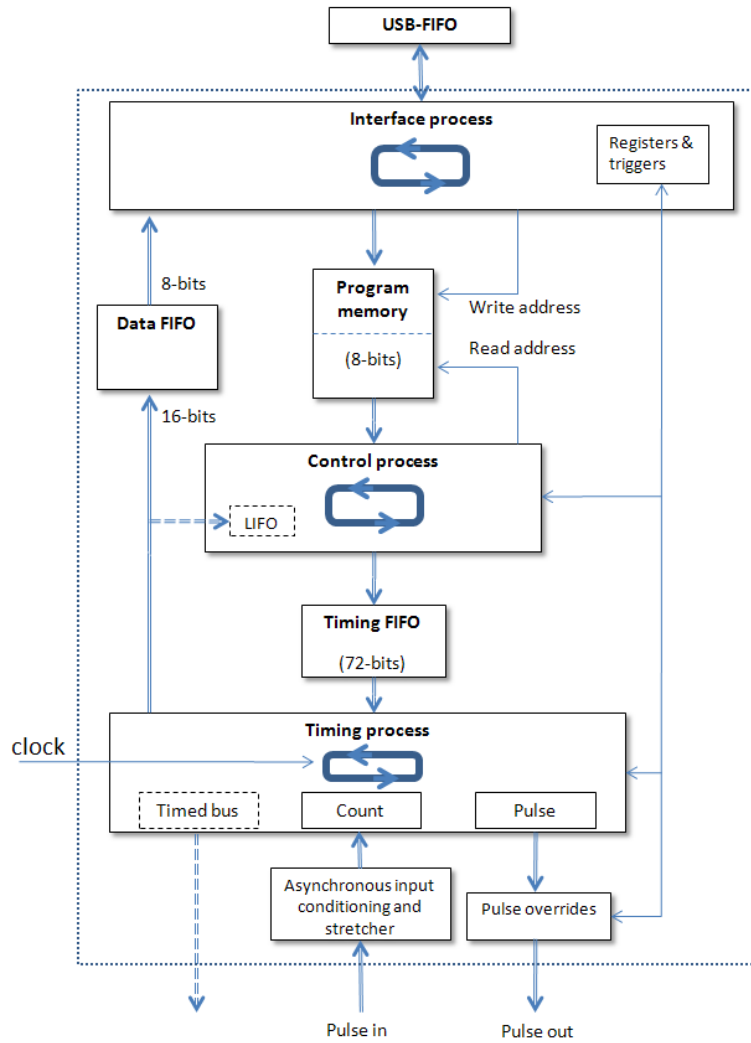 USB-FIFO
Interface process
Registers &
triggers
8-bits
Program
memory
Write address
Data FIFO
Read address
(8-bits)
16-bits
Control process
LIFO
Timing FIFO
(72-bits)
Timing process
clock
Timed bus
Count
Pulse
Asynchronous input
conditioning and
stretcher
Pulse overrides
Pulse in
Pulse out